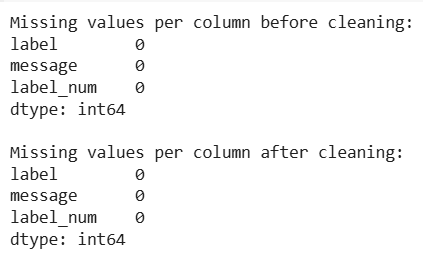 Missing values per column before cleaning:
label        0
message      0
label_num    0
dtype: int64

Missing values per column after cleaning:
label        0
message      0
label_num    0
dtype: int64